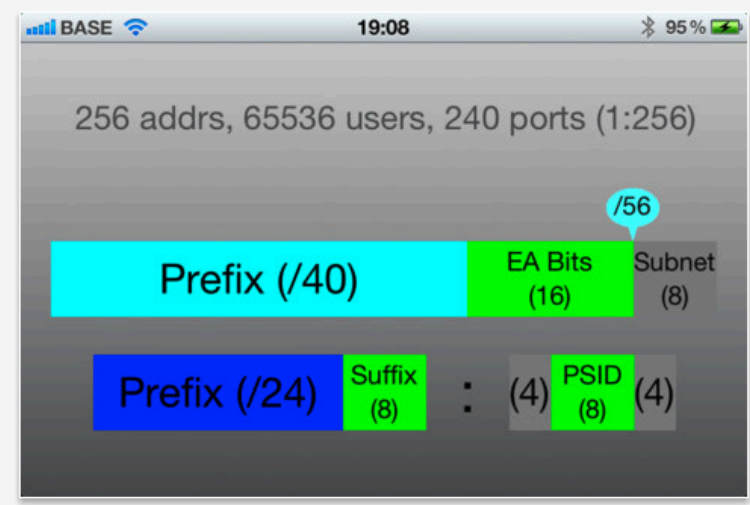 BASE 19:08 95%
256 addrs, 65536 users, 240 ports (1:256)
/56
Prefix (/40) EA Bits Subnet
(16) (8)
Prefix (/24) Suffix : (4) PSID (4)
(8) (8)